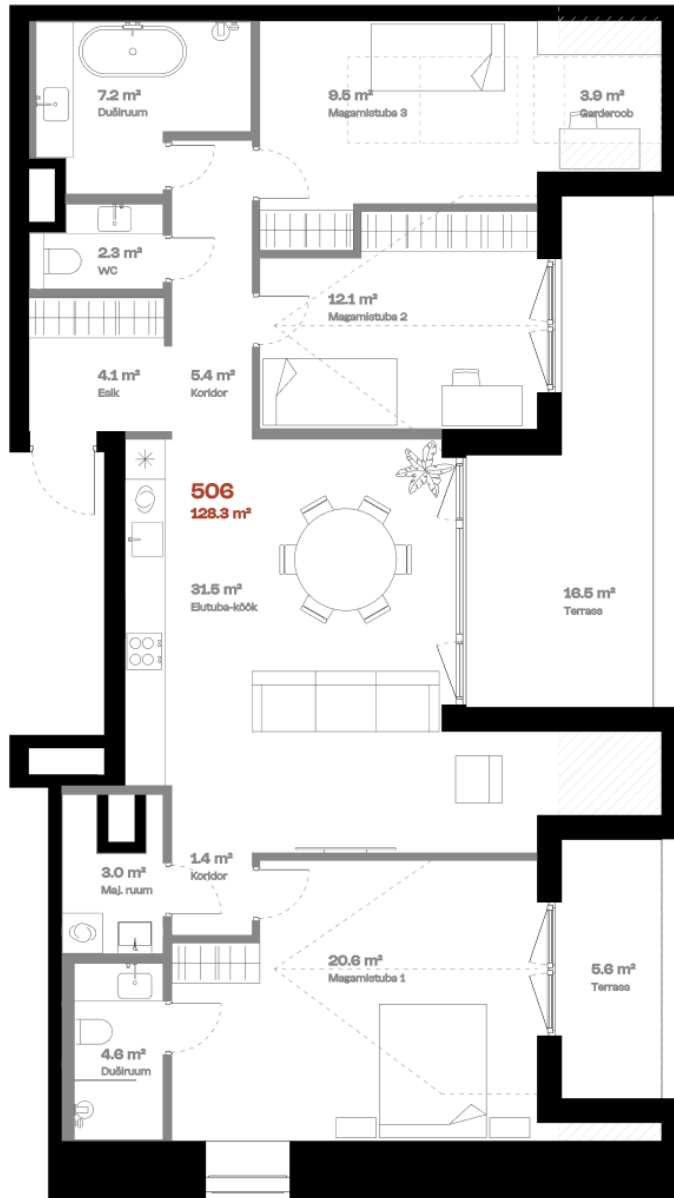 7.2 m²
Duširuum
9.5 m²
Magamistuba 3
3.9 m²
Garderoob
2.3 m²
WC
12.1 m²
Magamistuba 2
4.1 m²
Esik
5.4 m²
Koridor
506
128.3 m²
31.5 m²
Elutuba-köök
16.5 m²
Terrass
3.0 m²
Maj. ruum
1.4 m²
Koridor
20.6 m²
Magamistuba 1
5.6 m²
Terrass
4.6 m²
Duširuum